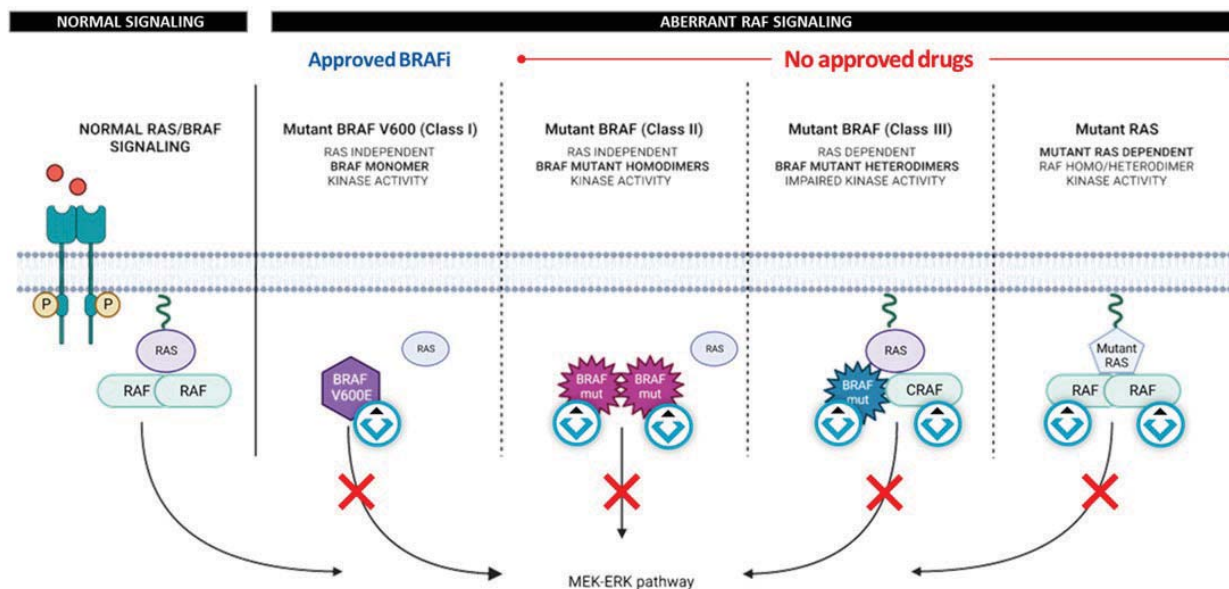 NORMAL SIGNALING
ABERRANT RAF SIGNALING
Approved BRAFi
No approved drugs
NORMAL RAS/BRAF
SIGNALING
Mutant BRAF V600 (Class I)
RAS INDEPENDENT
BRAF MONOMER
KINASE ACTIVITY
Mutant BRAF (Class II)
RAS INDEPENDENT
BRAF MUTANT HOMODIMERS
KINASE ACTIVITY
Mutant BRAF (Class III)
RAS DEPENDENT
BRAF MUTANT HETERODIMERS
IMPAIRED KINASE ACTIVITY
Mutant RAS
MUTANT RAS DEPENDENT
RAF HOMO/HETERODIMER
KINASE ACTIVITY
P
P
RAS
RAF
RAF
RAS
BRAF
V600E
RAS
BRAF
mut
BRAF
mut
RAS
BRAF
mut
CRAF
Mutant
RAS
RAF
RAF
MEK-ERK pathway